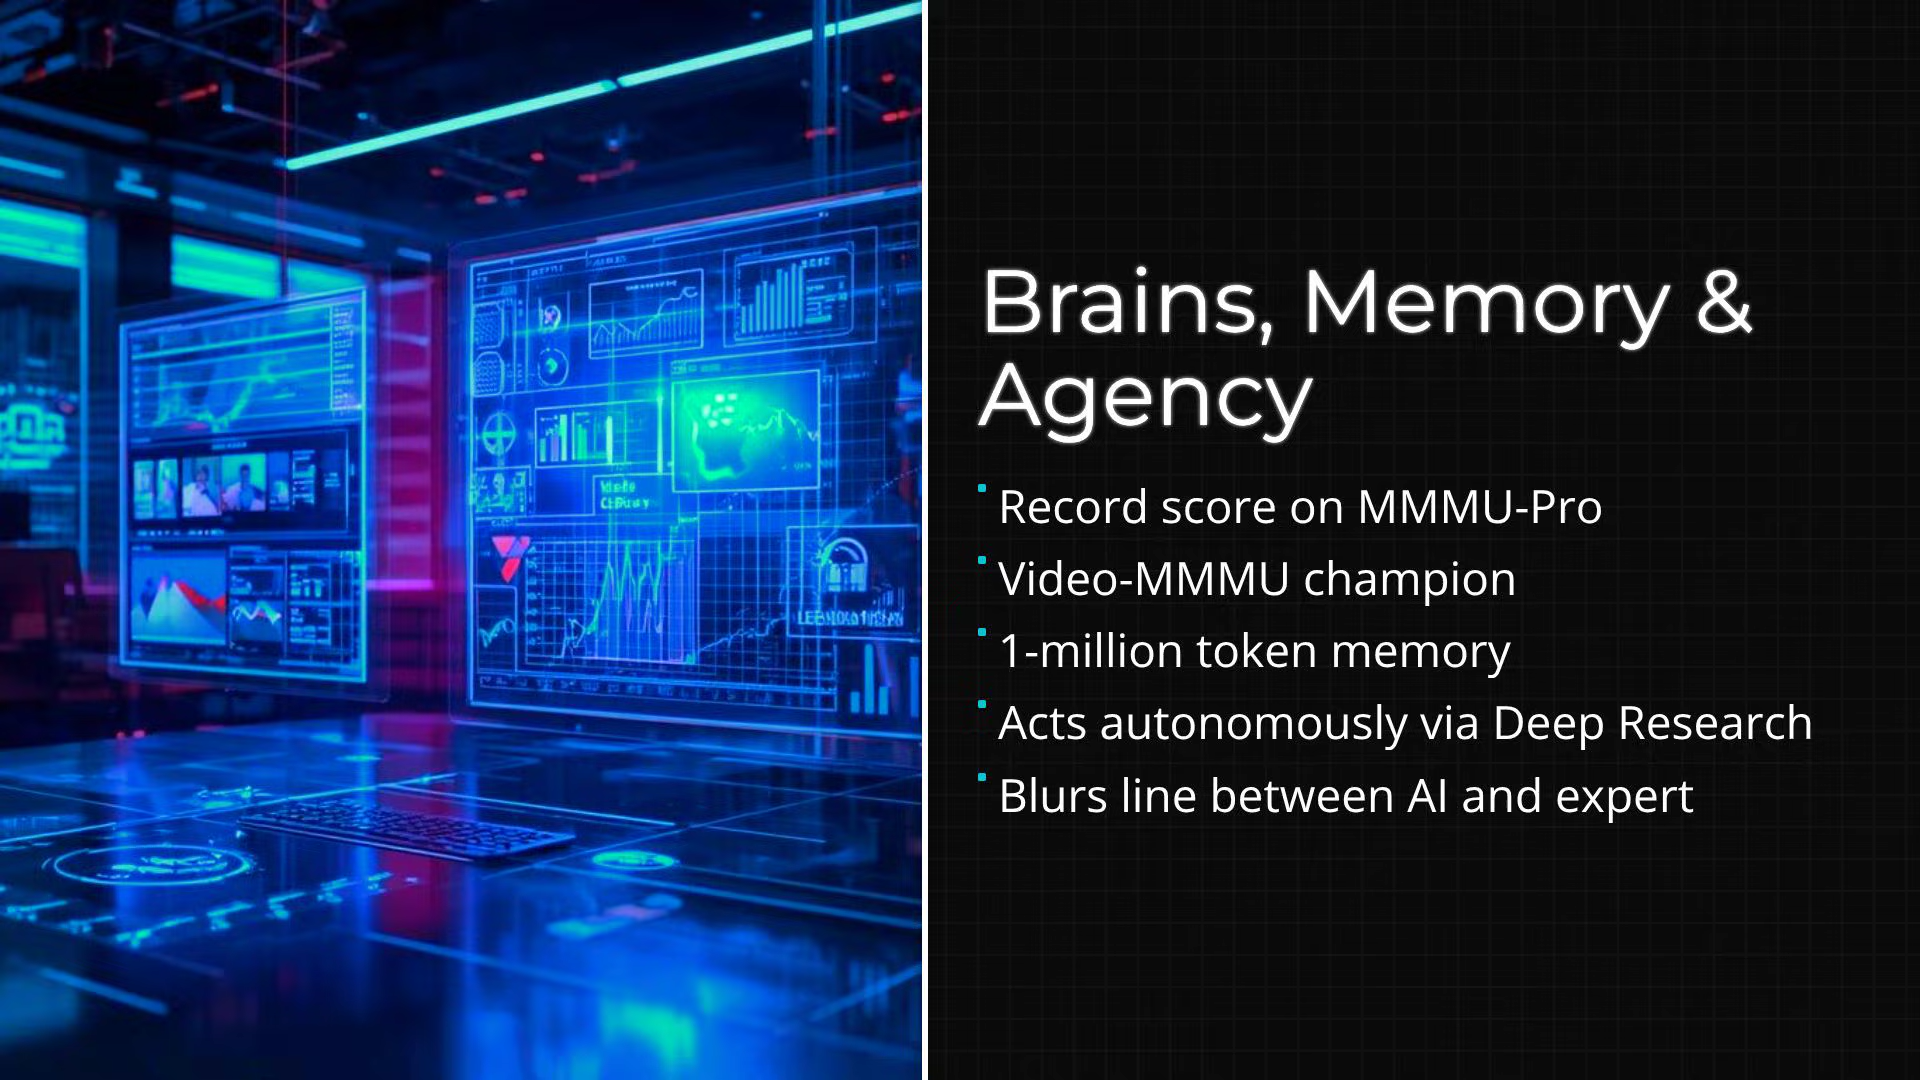 Brains, Memory &
Agency
Record score on MMMU-Pro
Video-MMMU champion
1-million token memory
Acts autonomously via Deep Research
Blurs line between AI and expert